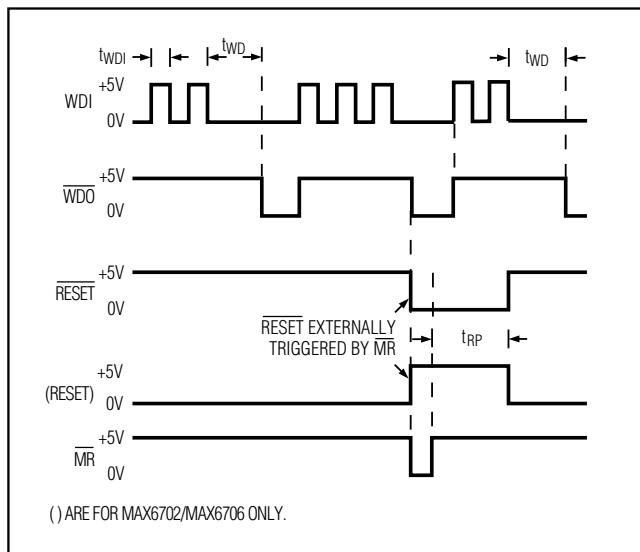 tWDI tWD tWD
+5V
WDI
0V
+5V
WDO
0V
+5V
RESET
0V
RESET EXTERNALLY
TRIGGERED BY MR
tRP
+5V
(RESET)
0V
+5V
MR
0V
( ) ARE FOR MAX6702/MAX6706 ONLY.